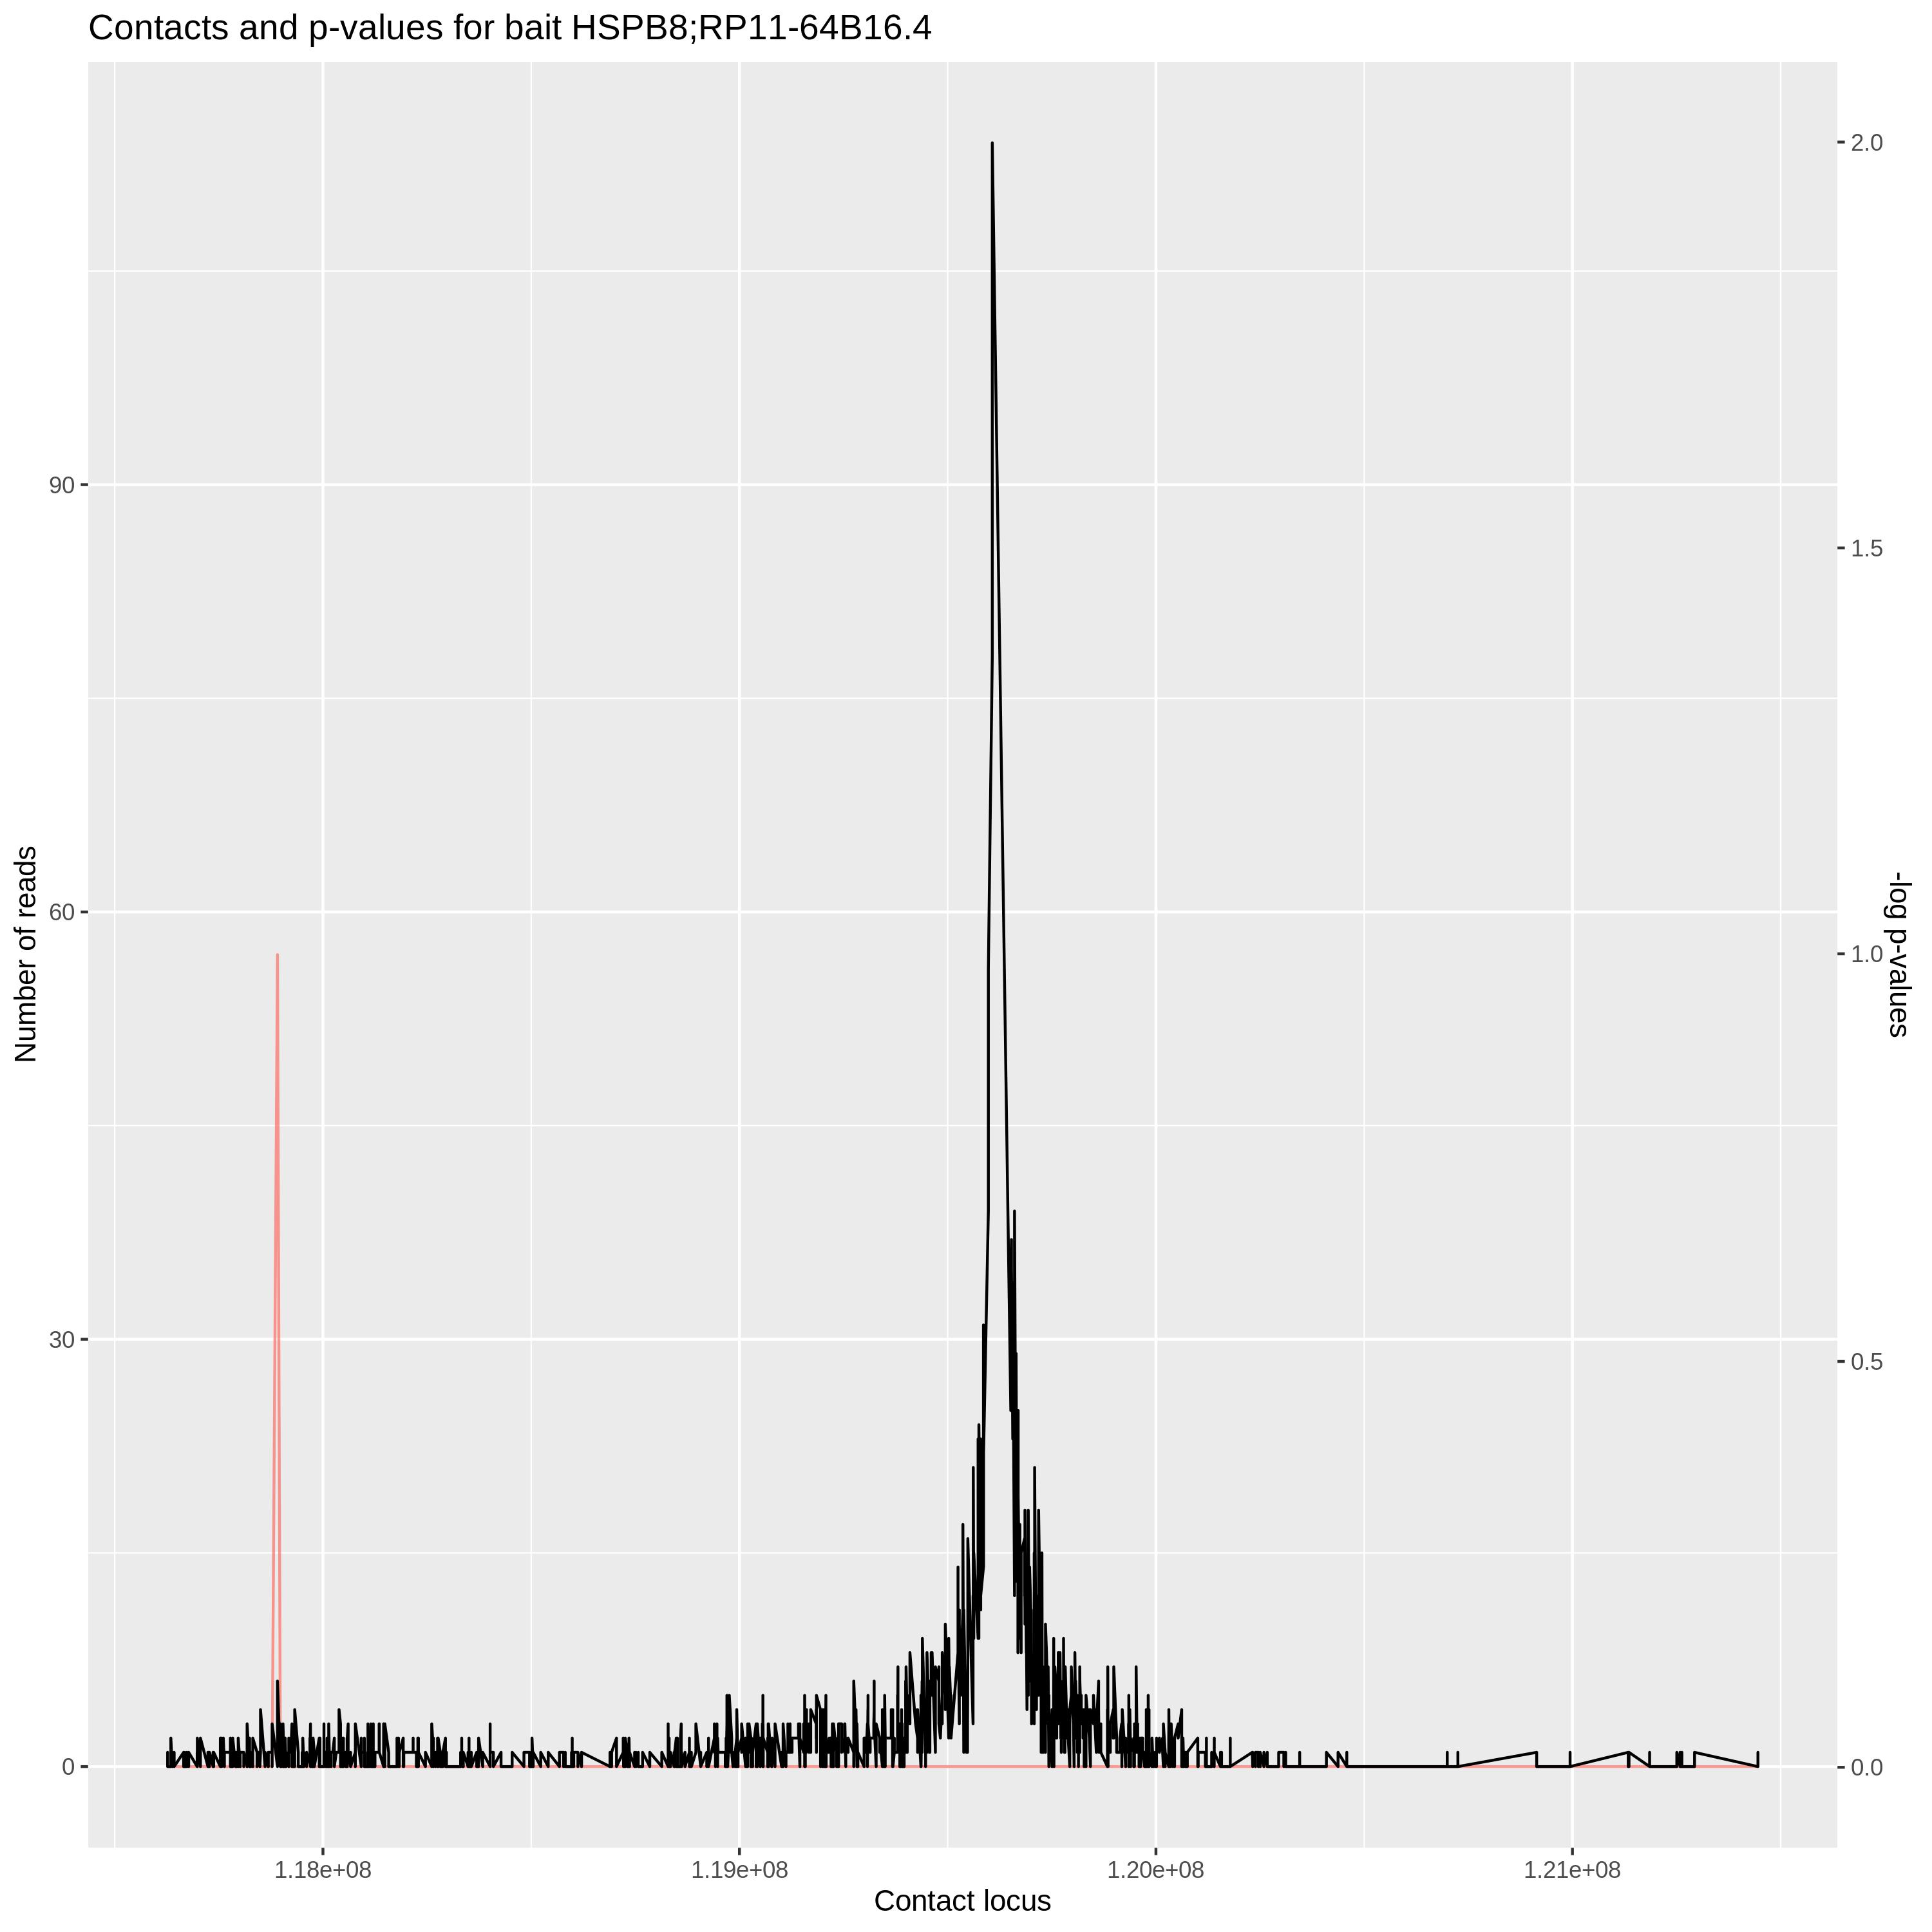 Contacts and p-values for bait HSPB8;RP11-64B16.4
Number of reads
90
60
30
0
2.0
1.5
1.0
0.5
0.0
-log p-values
1.18e+08 1.19e+08 1.20e+08 1.21e+08
Contact locus